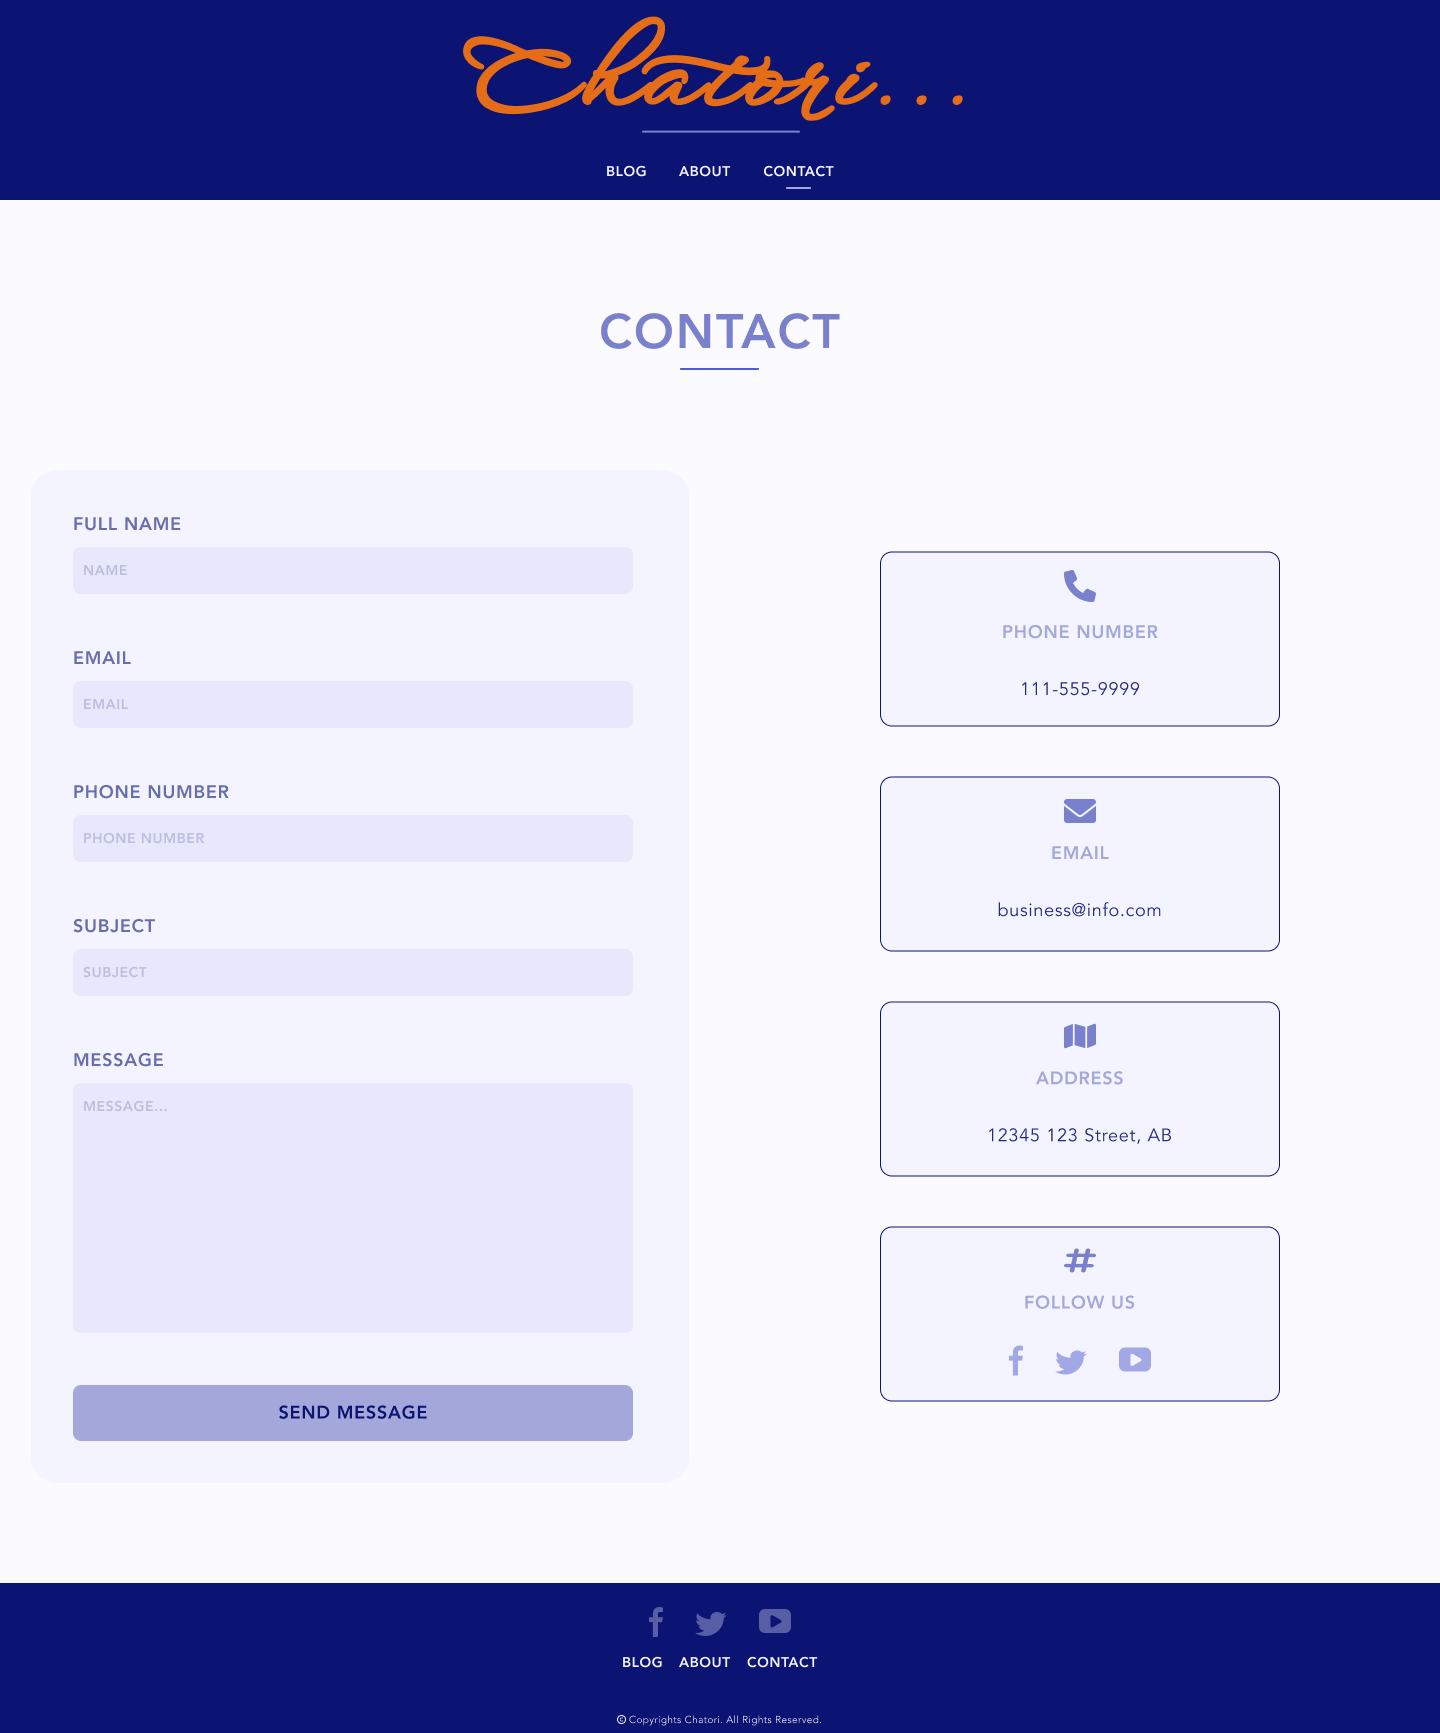 Chatori...
BLOG ABOUT CONTACT
CONTACT
FULL NAME
NAME
EMAIL
EMAIL
PHONE NUMBER
PHONE NUMBER
SUBJECT
SUBJECT
MESSAGE
MESSAGE...
SEND MESSAGE
PHONE NUMBER
111-555-9999
EMAIL
business@info.com
ADDRESS
12345 123 Street, AB
FOLLOW US
BLOG ABOUT CONTACT
© Copyrights Chatori. All Rights Reserved.